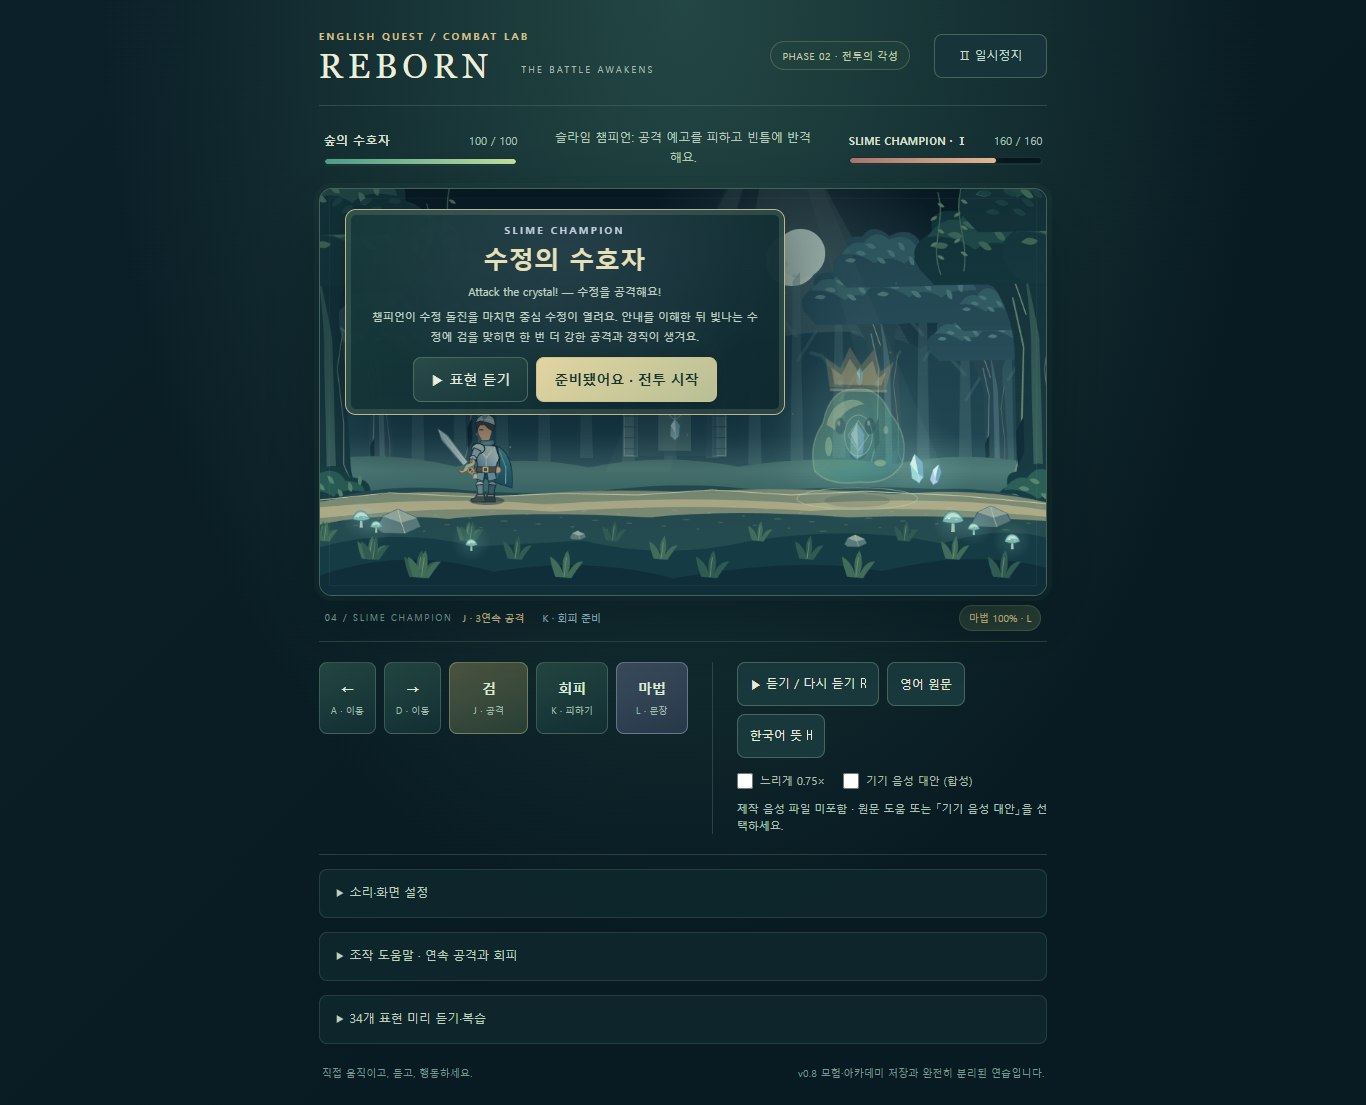 ENGLISH QUEST / COMBAT LAB
REBORN
THE BATTLE AWAKENS
PHASE 02 · 전투의 각성
II 일시정지
숲의 수호자
100 / 100
슬라임 챔피언: 공격 예고를 피하고 빈틈에 반격
해요.
SLIME CHAMPION · I
160 / 160
SLIME CHAMPION
수정의 수호자
Attack the crystal! — 수정을 공격해요!
챔피언이 수정 돌진을 마치면 중심 수정이 열려요. 안내를 이해한 뒤 빛나는 수
정에 검을 맞히면 한 번 더 강한 공격과 경직이 생겨요.
▶ 표현 듣기
준비됐어요 · 전투 시작
04 / SLIME CHAMPION
J · 3연속 공격
K · 회피 준비
마법 100% · L
←
A · 이동
→
D · 이동
검
J · 공격
회피
K · 피하기
마법
L · 문장
▶ 듣기 / 다시 듣기 R
영어 원문
한국어 뜻 H
느리게 0.75×
기기 음성 대안 (합성)
제작 음성 파일 미포함 · 원문 도움 또는 「기기 음성 대안」을 선
택하세요.
▶ 소리·화면 설정
▶ 조작 도움말 · 연속 공격과 회피
▶ 34개 표현 미리 듣기·복습
직접 움직이고, 듣고, 행동하세요.
v0.8 모험·아카데미 저장과 완전히 분리된 연습입니다.